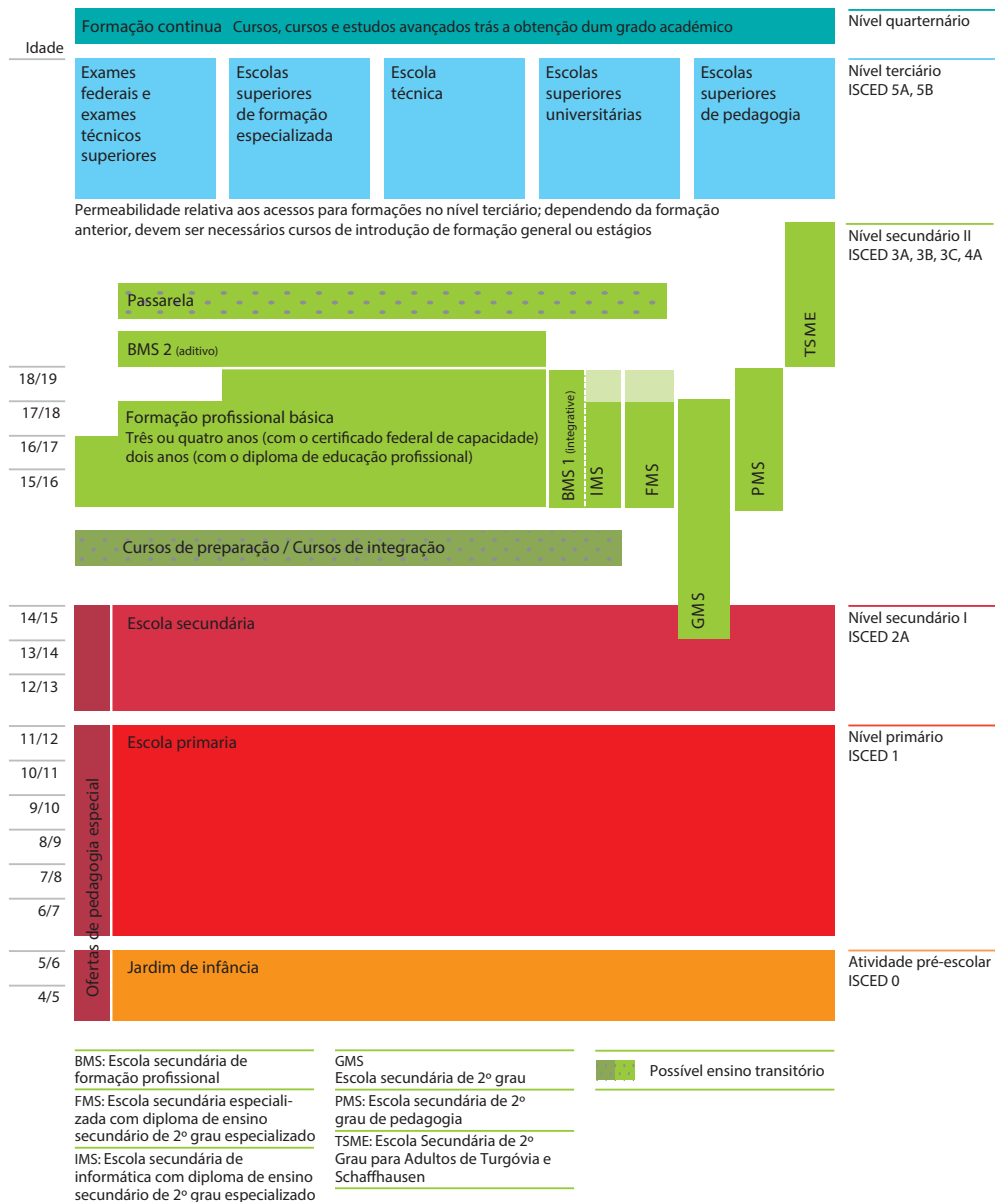 Formação continua Cursos, cursos e estudos avançados trás a obtenção dum grado académico
Nível quarternário
Idade
Exames
federais e
exames
técnicos
superiores
Escolas
superiores
de formação
especializada
Escola
técnica
Escolas
superiores
universitárias
Escolas
superiores
de pedagogia
Nível terciário
ISCED 5A, 5B
Permeabilidade relativa aos acessos para formações no nível terciário; dependendo da formação
anterior, devem ser necessários cursos de introdução de formação general ou estágios
Nível secundário II
ISCED 3A, 3B, 3C, 4A
Passarela
TSME
BMS 2 (aditivo)
18/19
17/18
16/17
15/16
Formação profissional básica
Três ou quatro anos (com o certificado federal de capacidade)
dois anos (com o diploma de educação profissional)
BMS 1 (integrative)
IMS
FMS
GMS
PMS
Cursos de preparação / Cursos de integração
14/15
13/14
12/13
Escola secundária
Nível secundário I
ISCED 2A
11/12
10/11
9/10
8/9
7/8
6/7
Escola primaria
Nível primário
ISCED 1
Ofertas de pedagogia especial
5/6
4/5
Jardim de infância
Atividade pré-escolar
ISCED 0
BMS: Escola secundária de
formação profissional
FMS: Escola secundária especiali-
zada com diploma de ensino
secundário de 2º grau especializado
IMS: Escola secundária de
informática com diploma de ensino
secundário de 2º grau especializado
GMS
Escola secundária de 2º grau
PMS: Escola secundária de 2º
grau de pedagogia
TSME: Escola Secundária de 2º
Grau para Adultos de Turgóvia e
Schaffhausen
Possível ensino transitório